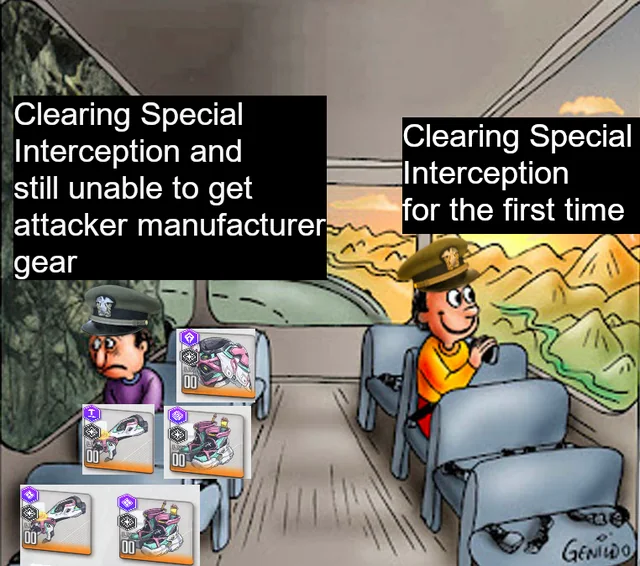 Clearing Special
Interception and
still unable to get
attacker manufacturer
gear
Clearing Special
Interception
for the first time
00
T
00
00
00
00
GENILDO